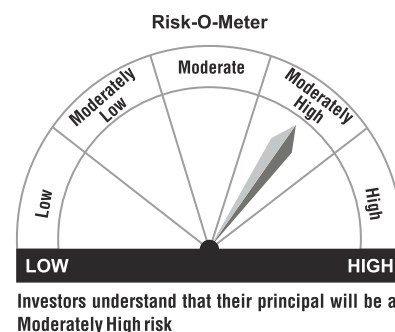 Risk-O-Meter
Low
Moderately
Low
Moderate
Moderately
High
High
LOW
HIGH
Investors understand that their principal will be a
Moderately High risk